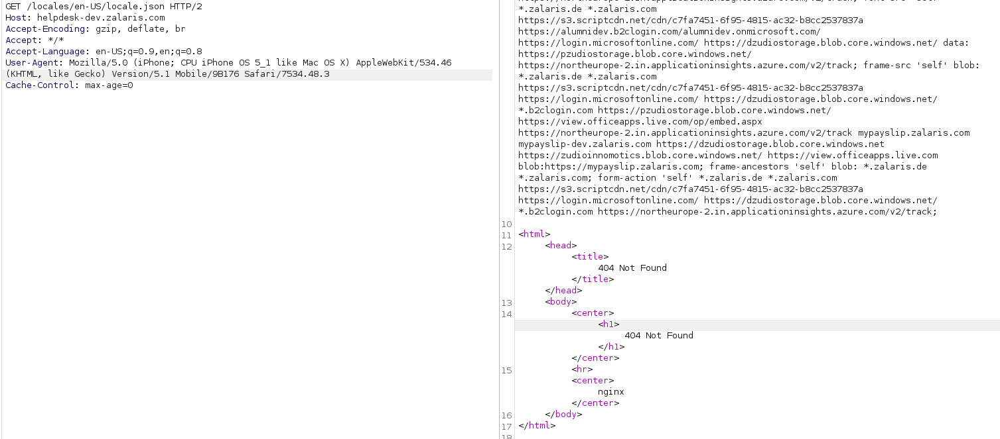 GET /locales/en-US/locale.json HTTP/2
Host: helpdesk-dev.zalaris.com
Accept-Encoding: gzip, deflate, br
Accept: */*
Accept-Language: en-US;q=0.9,en;q=0.8
User-Agent: Mozilla/5.0 (iPhone; CPU iPhone OS 5_1 like Mac OS X) AppleWebKit/534.46
(KHTML, like Gecko) Version/5.1 Mobile/9B176 Safari/7534.48.3
Cache-Control: max-age=0
https://northeurope-2.in.applicationinsights.azure.com/v2/track; font-src 'self'
*.zalaris.de *.zalaris.com
https://s3.scriptcdn.net/cdn/c7fa7451-6f95-4815-ac32-b8cc2537837a
https://alumnidev.b2clogin.com/alumnidev.onmicrosoft.com/
https://login.microsoftonline.com/ https://dzudiostorage.blob.core.windows.net/ data:
https://pzudiostorage.blob.core.windows.net/
https://northeurope-2.in.applicationinsights.azure.com/v2/track; frame-src 'self' blob:
*.zalaris.de *.zalaris.com
https://s3.scriptcdn.net/cdn/c7fa7451-6f95-4815-ac32-b8cc2537837a
https://login.microsoftonline.com/ https://dzudiostorage.blob.core.windows.net/
*.b2clogin.com https://pzudiostorage.blob.core.windows.net/
https://view.officeapps.live.com/op/embed.aspx
https://northeurope-2.in.applicationinsights.azure.com/v2/track mypayslip.zalaris.com
mypayslip-dev.zalaris.com https://dzudiostorage.blob.core.windows.net
https://zudioinnomotics.blob.core.windows.net/ https://view.officeapps.live.com
blob:https://mypayslip.zalaris.com; frame-ancestors 'self' blob: *.zalaris.de
*.zalaris.com; form-action 'self' *.zalaris.de *.zalaris.com
https://s3.scriptcdn.net/cdn/c7fa7451-6f95-4815-ac32-b8cc2537837a
https://login.microsoftonline.com/ https://dzudiostorage.blob.core.windows.net/
*.b2clogin.com https://northeurope-2.in.applicationinsights.azure.com/v2/track;
10
11 <html>
12 <head>
<title>
404 Not Found
</title>
</head>
13 <body>
14 <center>
<h1>
404 Not Found
</h1>
</center>
15 <hr>
<center>
nginx
</center>
16 </body>
17 </html>
18